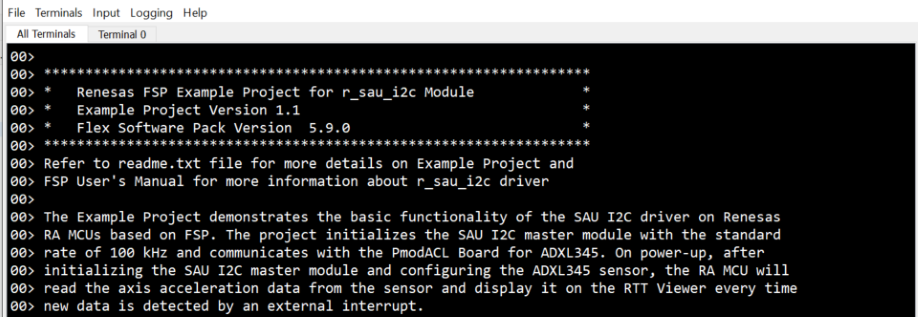 File Terminals Input Logging Help
All Terminals Terminal 0
00>
00> *******************************************************************
00> *   Renesas FSP Example Project for r_sau_i2c Module              *
00> *   Example Project Version 1.1                                   *
00> *   Flex Software Pack Version  5.9.0                             *
00> *******************************************************************
00> Refer to readme.txt file for more details on Example Project and
00> FSP User's Manual for more information about r_sau_i2c driver
00>
00> The Example Project demonstrates the basic functionality of the SAU I2C driver on Renesas
00> RA MCUs based on FSP. The project initializes the SAU I2C master module with the standard
00> rate of 100 kHz and communicates with the PmodACL Board for ADXL345. On power-up, after
00> initializing the SAU I2C master module and configuring the ADXL345 sensor, the RA MCU will
00> read the axis acceleration data from the sensor and display it on the RTT Viewer every time
00> new data is detected by an external interrupt.